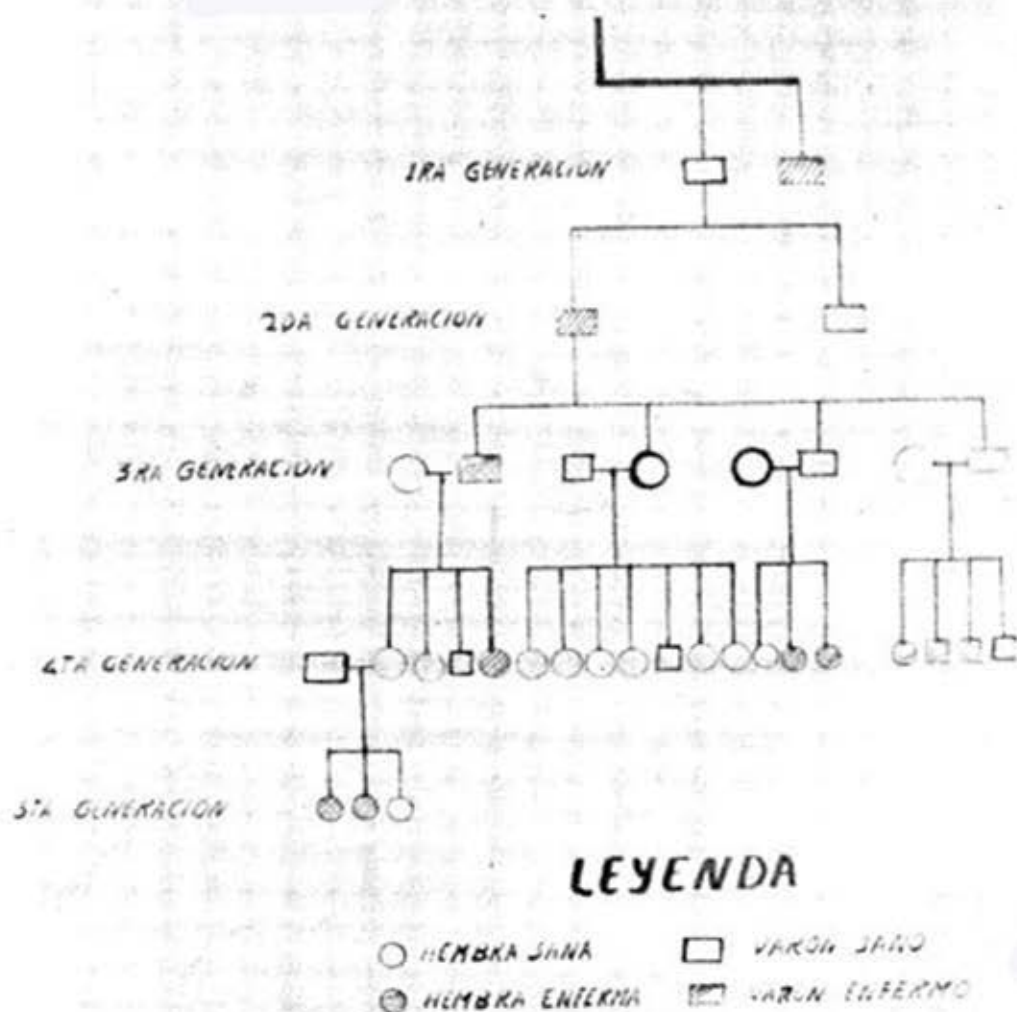 1RA GENERACION
2DA GENERACION
3RA GENERACION
4TA GENERACION
5TA GENERACION
LEYENDA
HEMBRA SANA
VARON SANO
HEMBRA ENFERMA
VARON ENFERMO